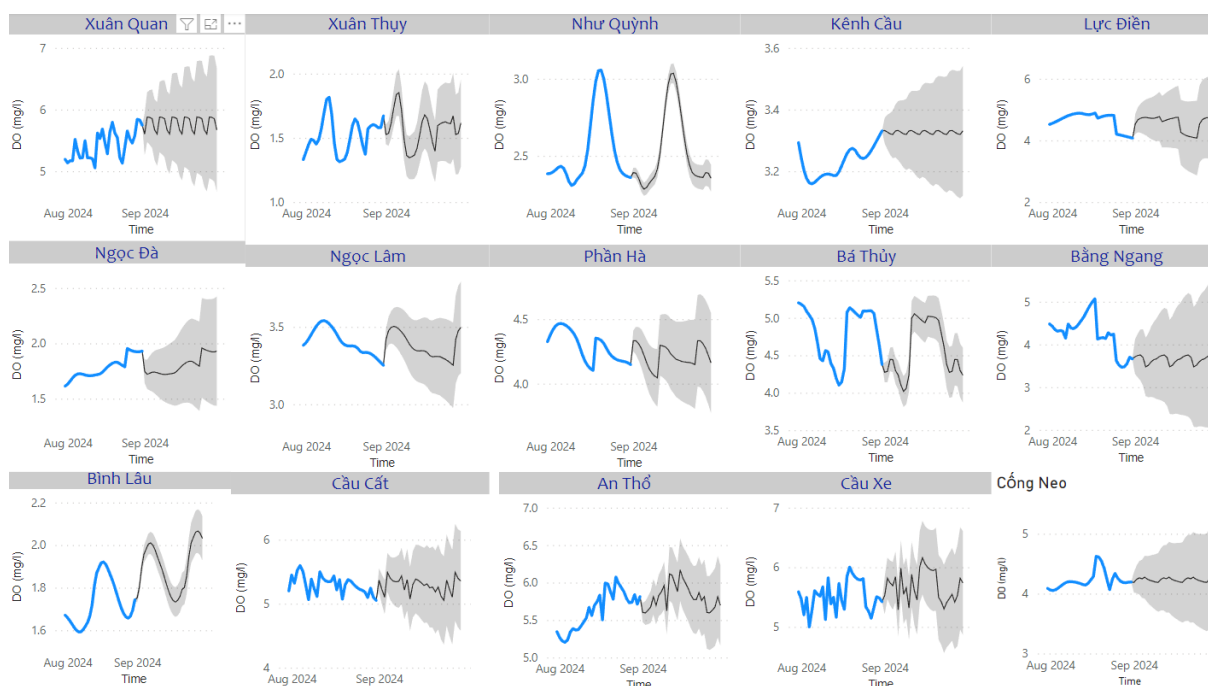 Xuân Quan
7
6
5
DO (mg/l)
Aug 2024
Sep 2024
Time
Xuân Thụy
2.0
1.5
1.0
DO (mg/l)
Aug 2024
Sep 2024
Time
Như Quỳnh
3.0
2.5
DO (mg/l)
Aug 2024
Sep 2024
Time
Kênh Cầu
3.6
3.4
3.2
3.0
DO (mg/l)
Aug 2024
Sep 2024
Time
Lực Điền
6
4
2
DO (mg/l)
Aug 2024
Sep 2024
Time
Ngọc Đà
2.5
2.0
1.5
DO (mg/l)
Aug 2024
Sep 2024
Time
Ngọc Lâm
3.5
3.0
DO (mg/l)
Aug 2024
Sep 2024
Time
Phần Hà
4.5
4.0
DO (mg/l)
Aug 2024
Sep 2024
Time
Bá Thủy
5.5
5.0
4.5
4.0
3.5
DO (mg/l)
Aug 2024
Sep 2024
Time
Bằng Ngang
5
4
3
2
DO (mg/l)
Aug 2024
Sep 2024
Time
Bình Lâu
2.2
2.0
1.8
1.6
DO (mg/l)
Aug 2024
Sep 2024
Time
Cầu Cất
6
5
4
DO (mg/l)
Aug 2024
Sep 2024
Time
An Thổ
7.0
6.5
6.0
5.5
5.0
DO (mg/l)
Aug 2024
Sep 2024
Time
Cầu Xe
7
6
5
DO (mg/l)
Aug 2024
Sep 2024
Time
Cống Neo
5
4
3
DO (mg/l)
Aug 2024
Sep 2024
Time